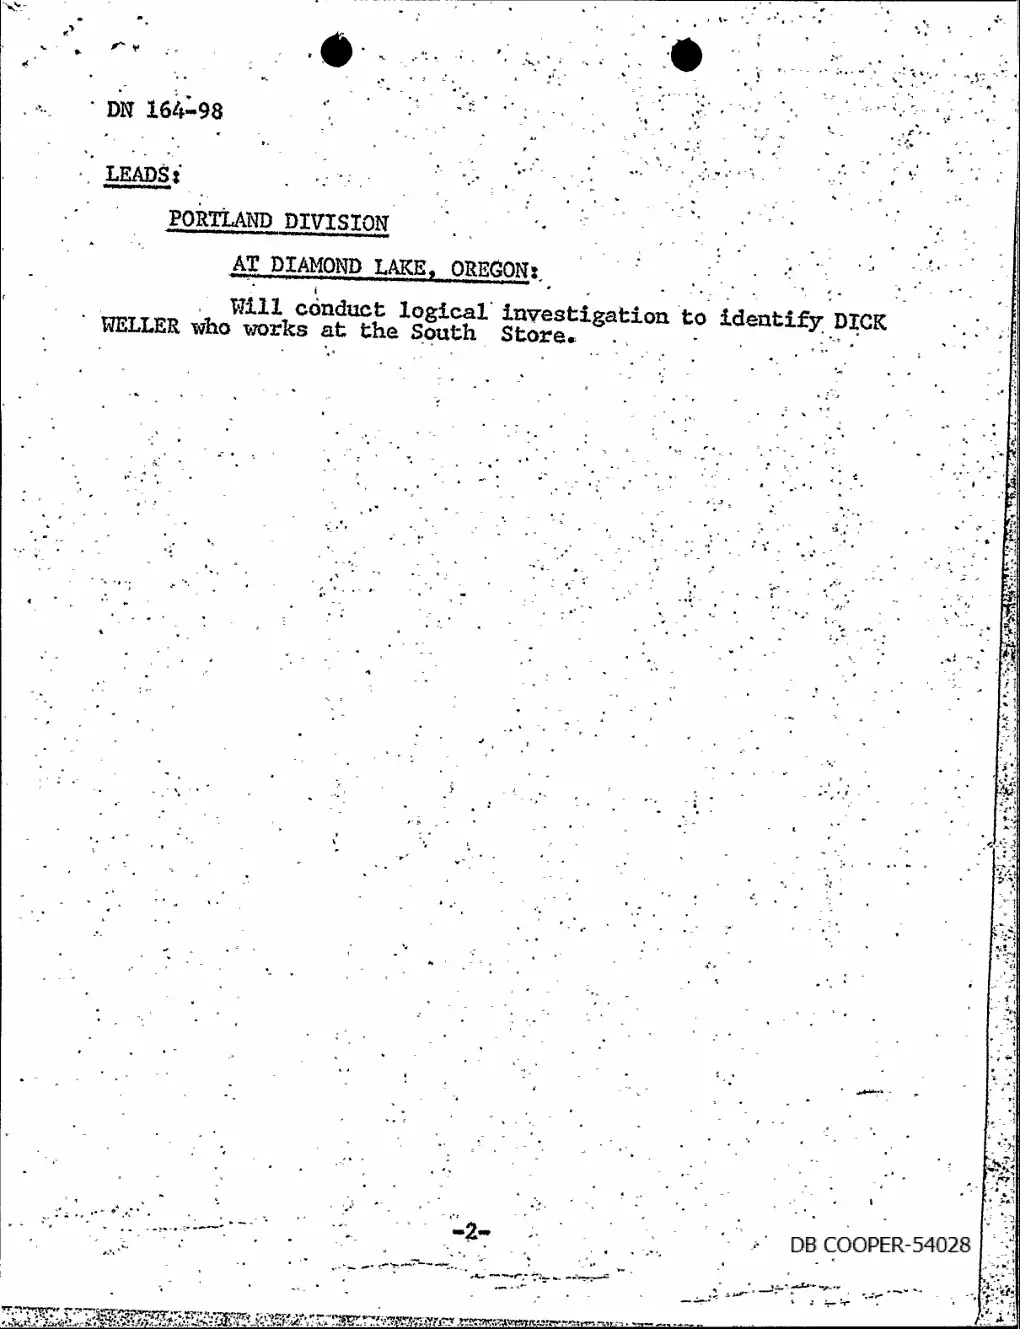 DN 164-98
LEADS:
PORTLAND DIVISION
AT DIAMOND LAKE, OREGON:
Will conduct logical investigation to identify DICK
WELLER who works at the South Store.
-2-
DB COOPER-54028